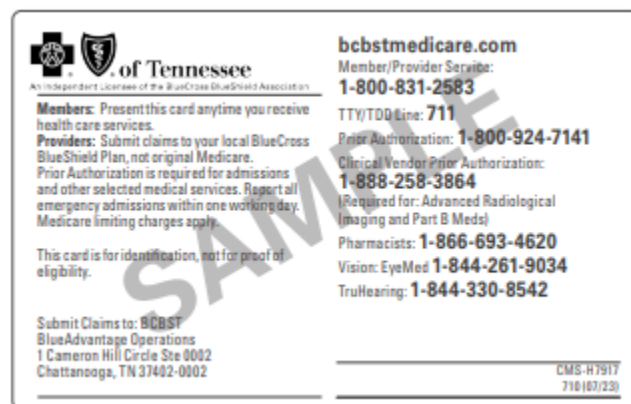 of Tennessee
An Independent Licensee of the BlueCross BlueShield Association
Members: Present this card anytime you receive
health care services.
Providers: Submit claims to your local BlueCross
BlueShield Plan, not original Medicare.
Prior Authorization is required for admissions
and other selected medical services. Report all
emergency admissions within one working day.
Medicare limiting charges apply.
This card is for identification, not for proof of
eligibility.
Submit Claims to: BCBST
BlueAdvantage Operations
1 Cameron Hill Circle Ste 0002
Chattanooga, TN 37402-0002
bcbstmedicare.com
Member/Provider Service:
1-800-831-2583
TTY/TDD Line: 711
Prior Authorization: 1-800-924-7141
Clinical Vendor Prior Authorization:
1-888-258-3864
(Required for: Advanced Radiological
Imaging and Part B Meds)
Pharmacists: 1-866-693-4620
Vision: EyeMed 1-844-261-9034
TruHearing: 1-844-330-8542
CMS-H7917
710 (07/23)
SAMPLE